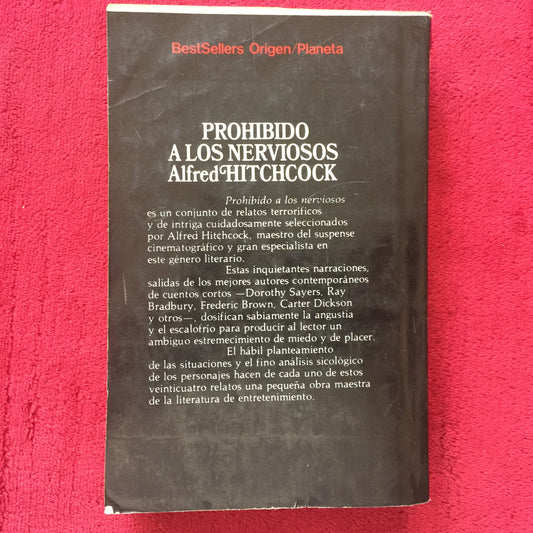 BestSellers Origen/Planeta
PROHIBIDO
A LOS NERVIOSOS
Alfred HITCHCOCK
Prohibido a los nerviosos
es un conjunto de relatos terroríficos
y de intriga cuidadosamente seleccionados
por Alfred Hitchcock, maestro del suspense
cinematográfico y gran especialista en
este género literario.
Estas inquietantes narraciones,
salidas de los mejores autores contemporáneos
de cuentos cortos —Dorothy Sayers, Ray
Bradbury, Frederic Brown, Carter Dickson
y otros—, dosifican sabiamente la angustia
y el escalofrío para producir al lector un
ambiguo estremecimiento de miedo y de placer.
El hábil planteamiento
de las situaciones y el fino análisis sicológico
de los personajes hacen de cada uno de estos
veinticuatro relatos una pequeña obra maestra
de la literatura de entretenimiento.